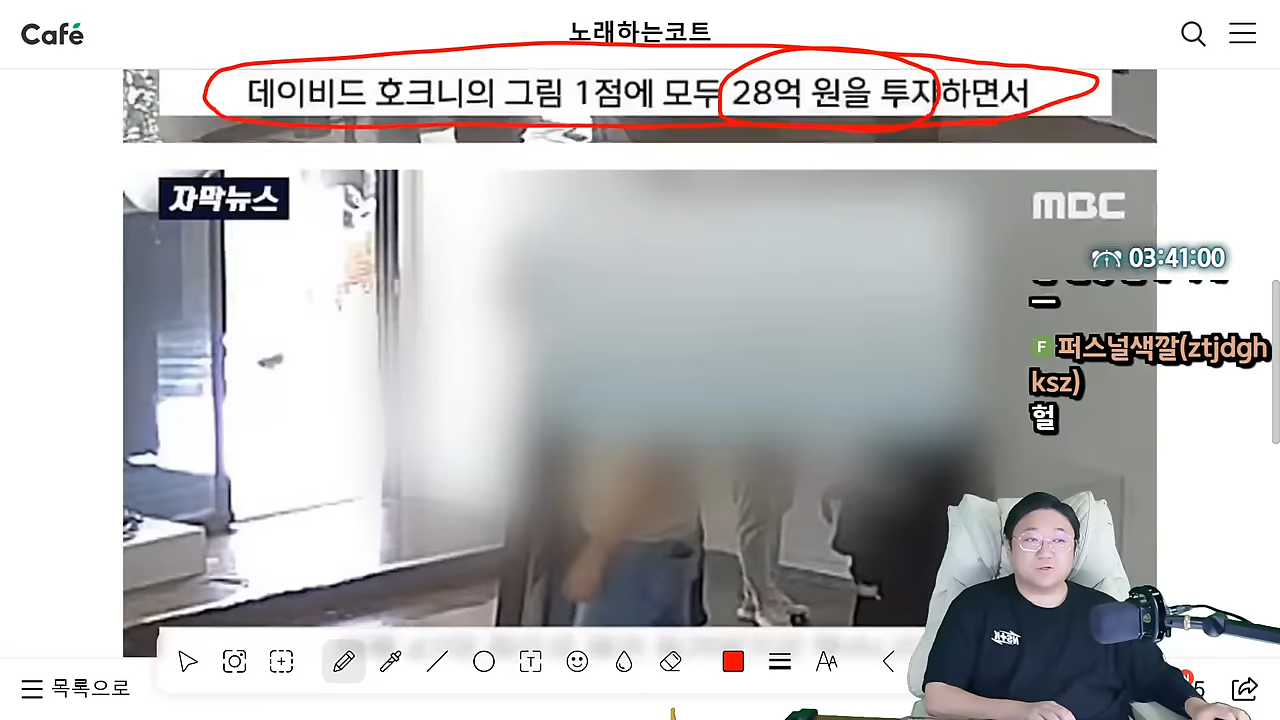 Café
노래하는코트
데이비드 호크니의 그림 1점에 모두 28억 원을 투자하면서
자막뉴스
MBC
03:41:00
F 퍼스널색깔(ztjdgh
ksz)
헐
T
AA
목록으로
5